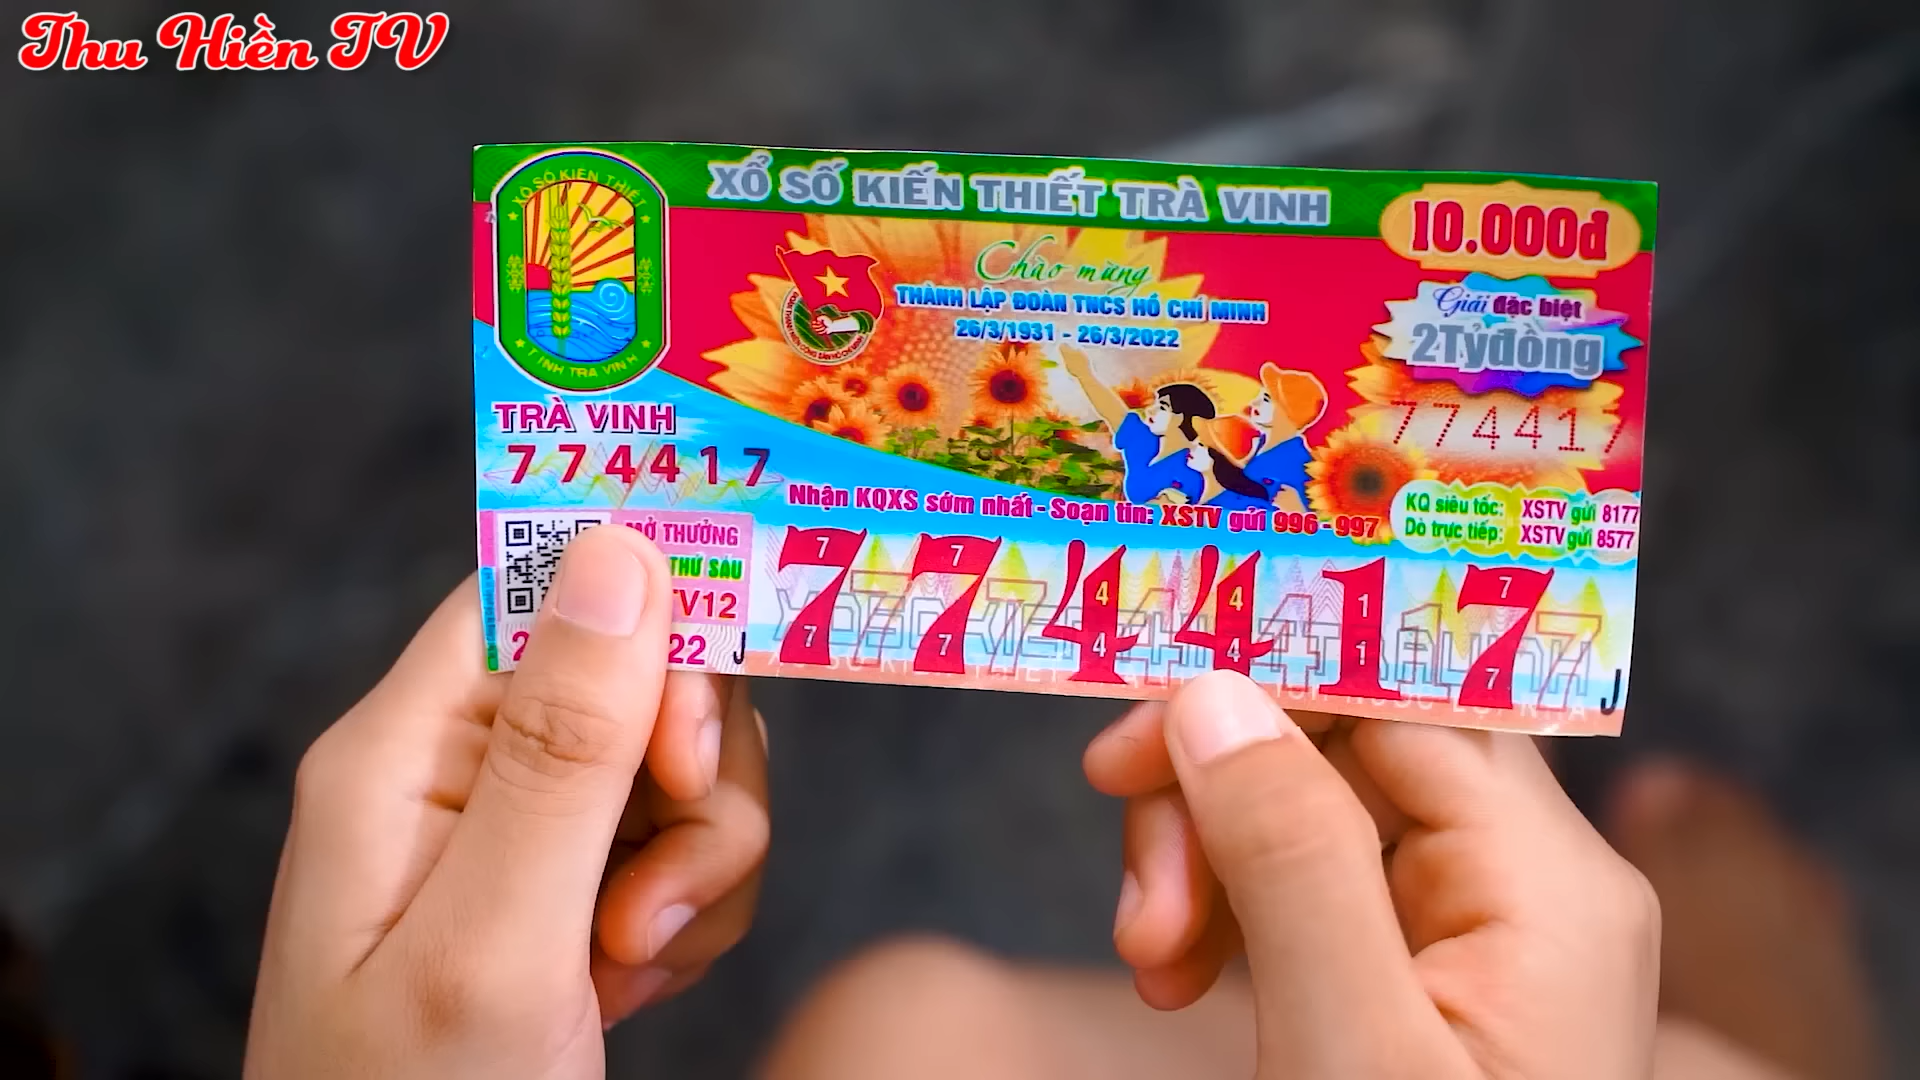 Thu Hiền TV
XỔ SỐ KIẾN THIẾT TRÀ VINH
10.000đ
XỔ SỐ KIẾN THIẾT
TỈNH TRÀ VINH
Chào mừng
THÀNH LẬP ĐOÀN TNCS HỒ CHÍ MINH
26/3/1931 - 26/3/2022
Giải đặc biệt
2Tỷđồng
774417
TRÀ VINH
774417
Nhận KQXS sớm nhất - Soạn tin: XSTV gửi 996 - 997
KQ siêu tốc: XSTV gửi 8177
Dò trực tiếp: XSTV gửi 8577
MỞ THƯỞNG
THỨ SÁU
TV12
22 J
774417
J